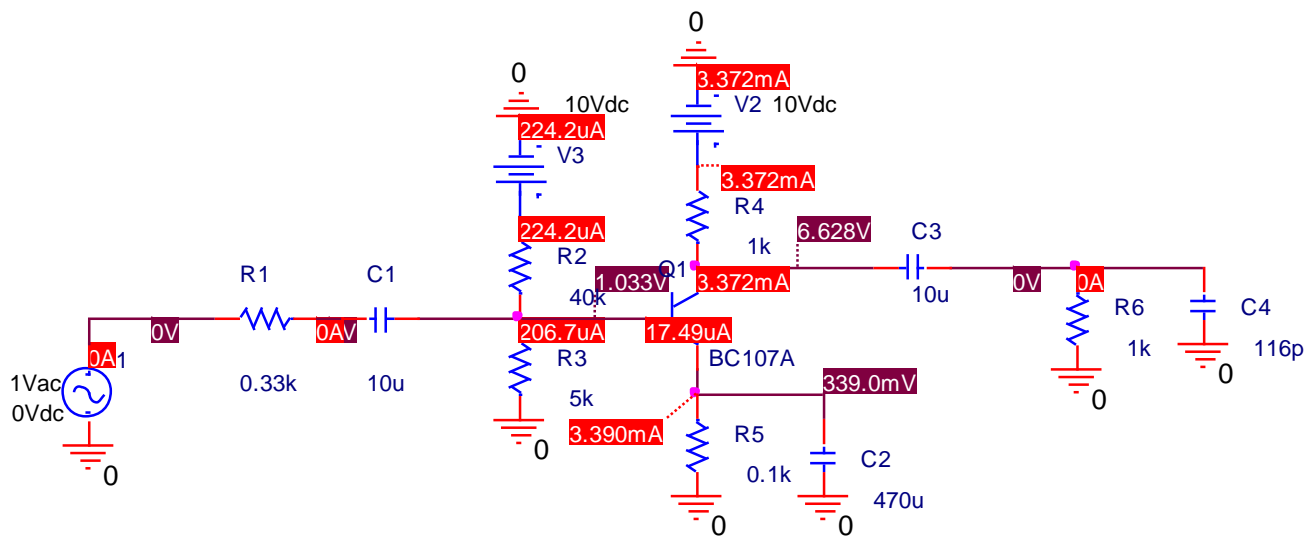 0
3.372mA
V2 10Vdc
0
10Vdc
224.2uA
V3
3.372mA
R4
1k
224.2uA
R2
40k
6.628V
C3
10u
1.033V
Q1
3.372mA
R1
0.33k
C1
10u
0V
0A
0V
0A
R6
1k
C4
116p
0A
1
1Vac
0Vdc
206.7uA
17.49uA
R3
5k
BC107A
339.0mV
3.390mA
R5
0.1k
C2
470u
0
0
0
0
0
0